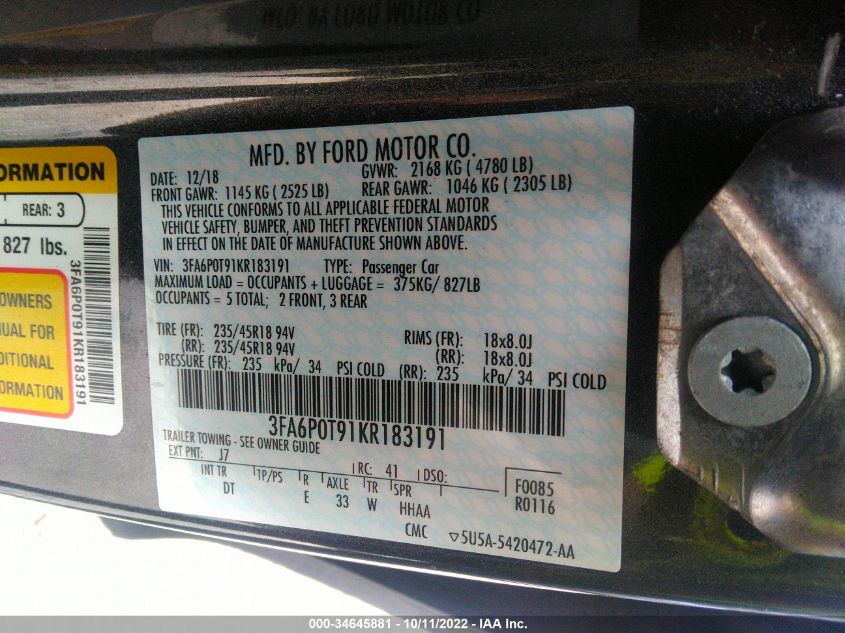 MFD. BY FORD MOTOR CO
ORMATION
REAR: 3
827 lbs.
OWNERS
NUAL FOR
DITIONAL
ORMATION
3FA6P0T91KR183191
MFD. BY FORD MOTOR CO.
DATE: 12/18 GVWR: 2168 KG ( 4780 LB)
FRONT GAWR: 1145 KG ( 2525 LB) REAR GAWR: 1046 KG ( 2305 LB)
THIS VEHICLE CONFORMS TO ALL APPLICABLE FEDERAL MOTOR
VEHICLE SAFETY, BUMPER, AND THEFT PREVENTION STANDARDS
IN EFFECT ON THE DATE OF MANUFACTURE SHOWN ABOVE.
VIN: 3FA6P0T91KR183191 TYPE: Passenger Car
MAXIMUM LOAD = OCCUPANTS + LUGGAGE = 375KG/ 827LB
OCCUPANTS = 5 TOTAL; 2 FRONT, 3 REAR
TIRE (FR): 235/45R18 94V RIMS (FR): 18x8.0J
(RR): 235/45R18 94V (RR): 18x8.0J
PRESSURE (FR): 235 kPa/ 34 PSI COLD (RR): 235 kPa/ 34 PSI COLD
3FA6P0T91KR183191
TRAILER TOWING - SEE OWNER GUIDE
EXT PNT: J7 RC: 41 DSO:
INT TR TP/PS R AXLE TR SPR F0085
DT E 33 W HHAA R0116
CMC ▽5U5A-5420472-AA
000-34645881 - 10/11/2022 - IAA Inc.